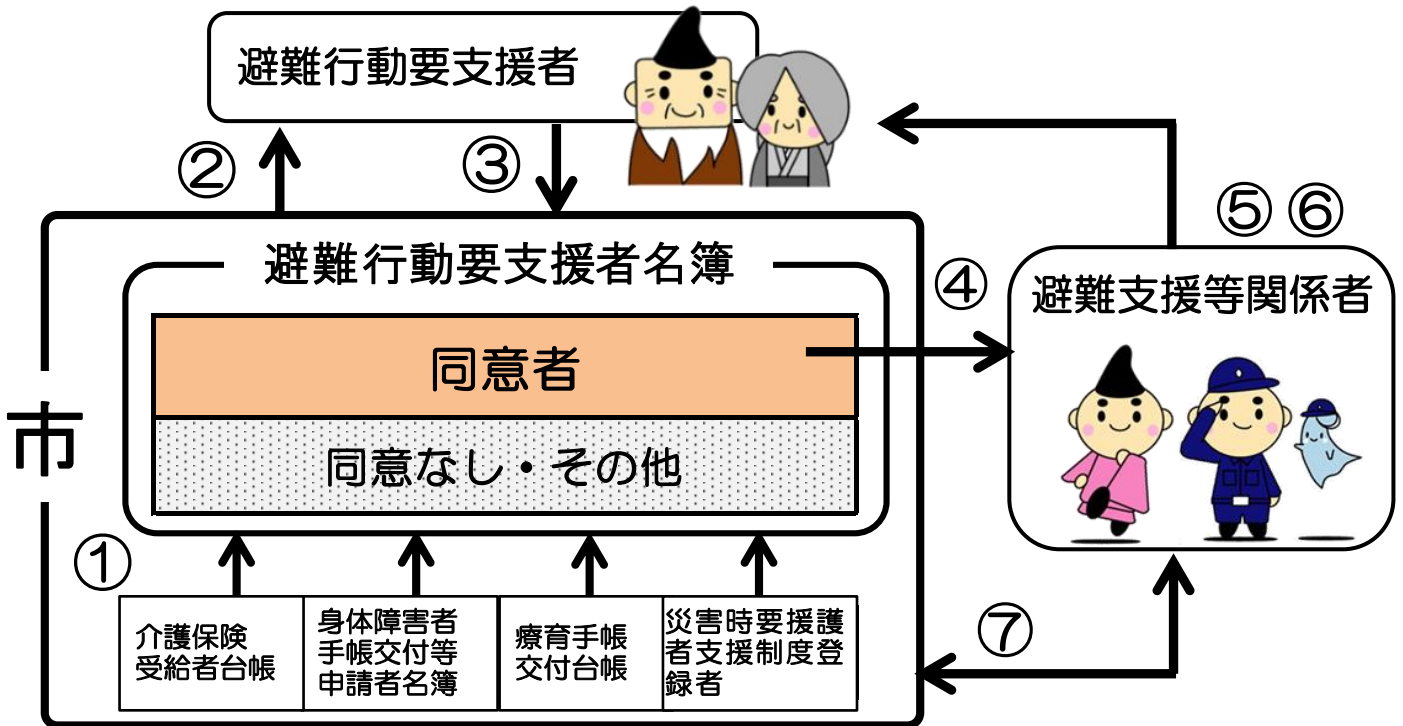 避難行動要支援者
②
③
⑤⑥
避難行動要支援者名簿
④
避難支援等関係者
同意者
市
同意なし・その他
①
介護保険
受給者台帳
身体障害者
手帳交付等
申請者名簿
療育手帳
交付台帳
災害時要援護
者支援制度登
録者
⑦